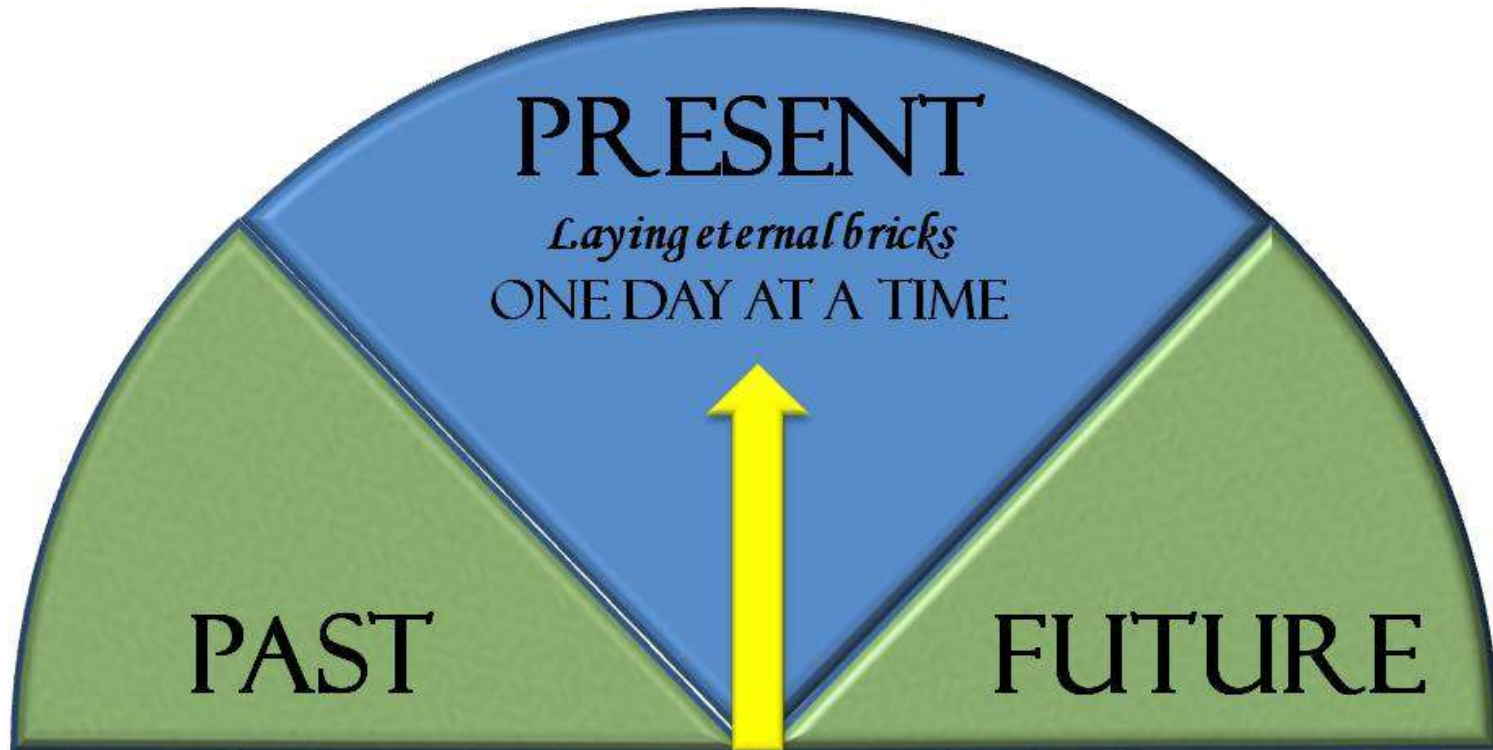 PRESENT
Laying eternal bricks
ONE DAY AT A TIME
PAST
FUTURE